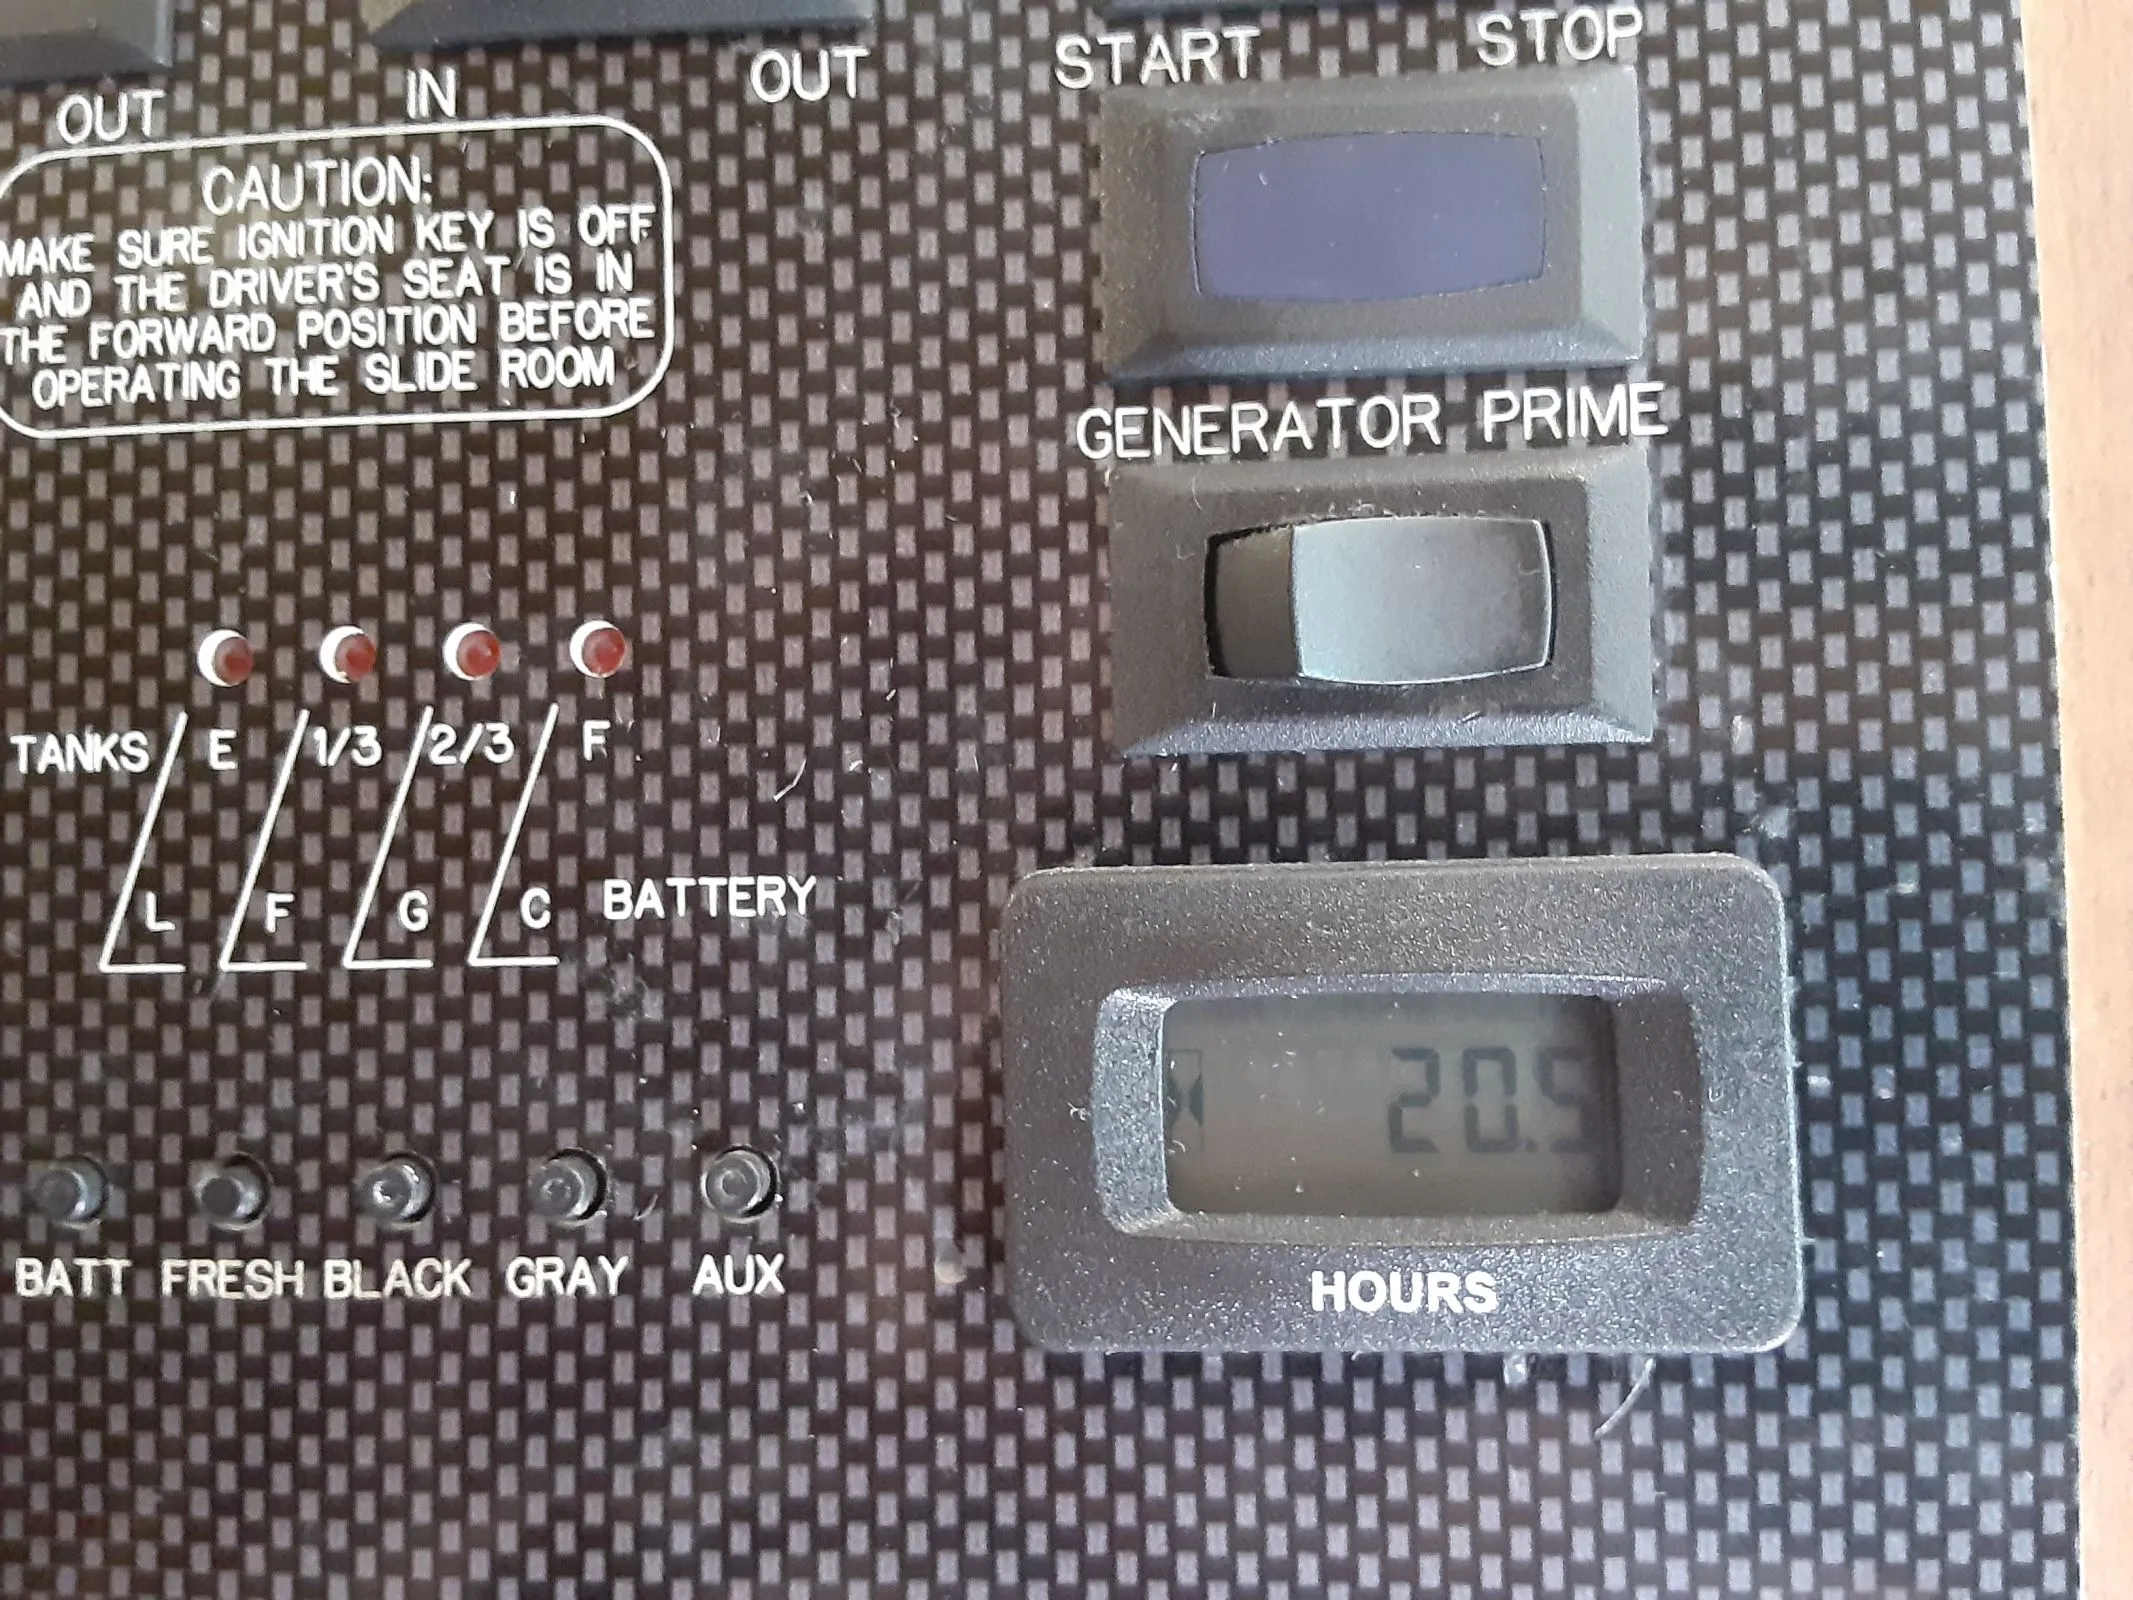 START STOP
OUT IN OUT
CAUTION:
MAKE SURE IGNITION KEY IS OFF
AND THE DRIVER'S SEAT IS IN
THE FORWARD POSITION BEFORE
OPERATING THE SLIDE ROOM
GENERATOR PRIME
TANKS E 1/3 2/3 F
L F G C BATTERY
20.5
BATT FRESH BLACK GRAY AUX
HOURS